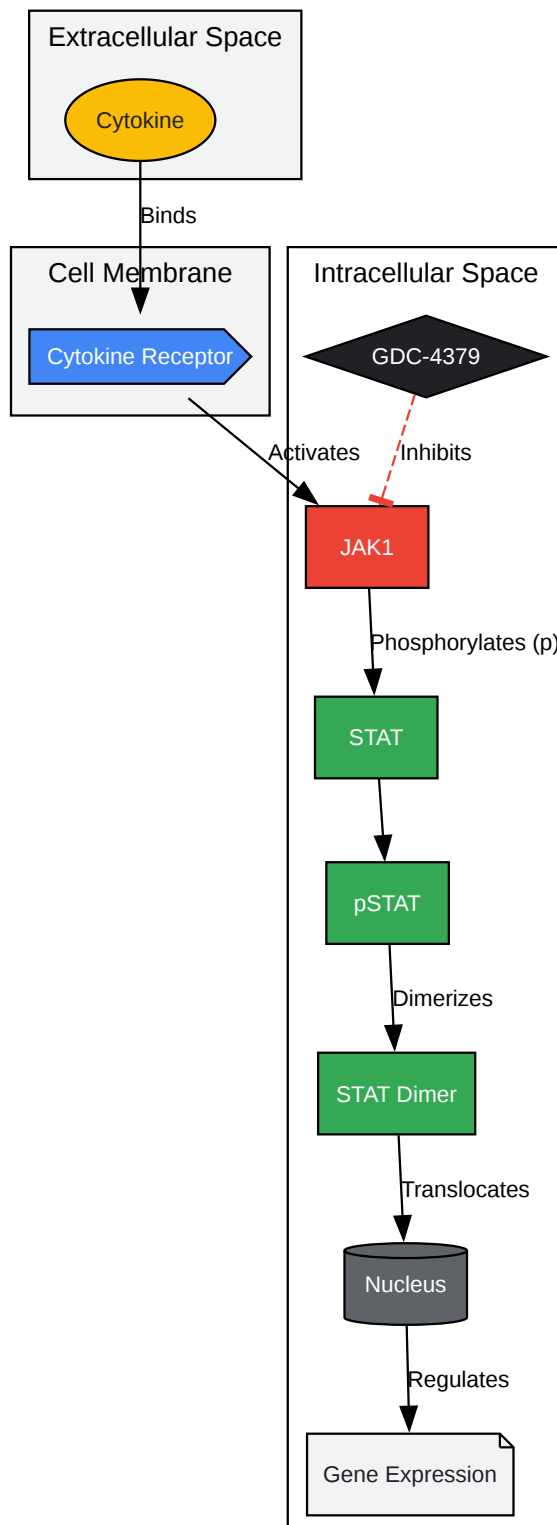 Extracellular Space
Cytokine
Binds
Cell Membrane
Cytokine Receptor
Intracellular Space
GDC-4379
Activates
Inhibits
JAK1
Phosphorylates (p)
STAT
pSTAT
Dimerizes
STAT Dimer
Translocates
Nucleus
Regulates
Gene Expression